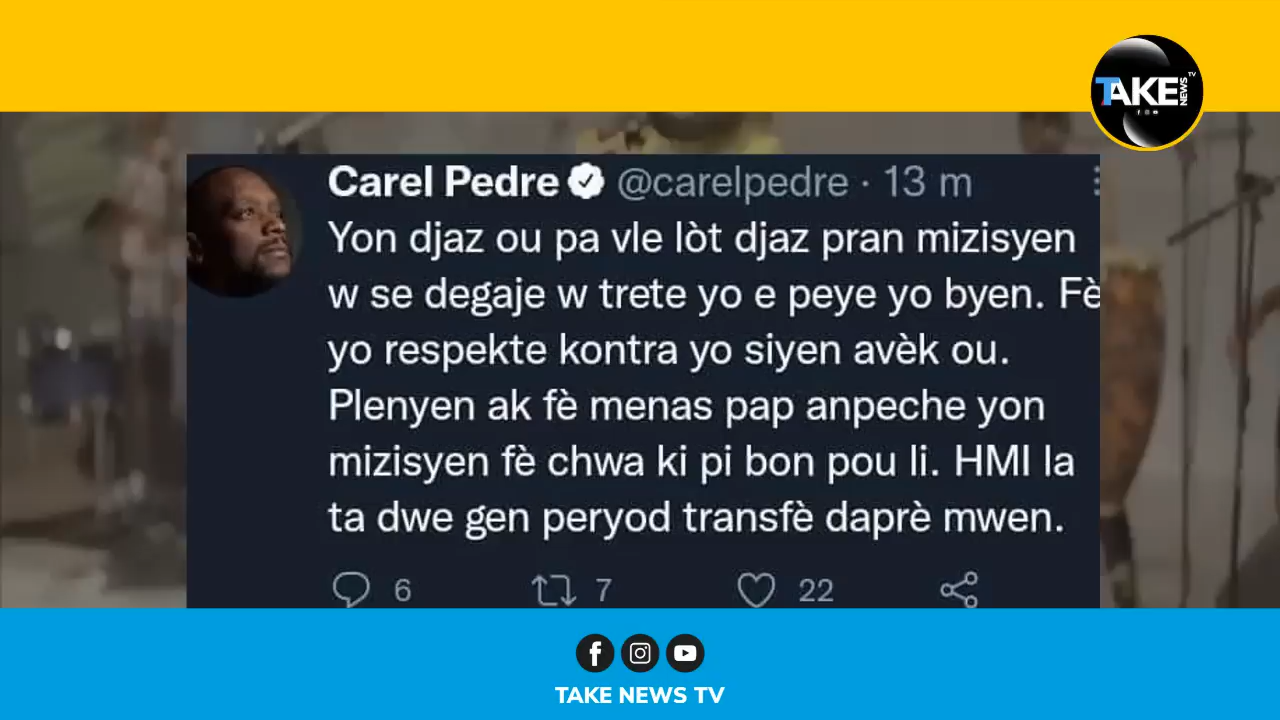 TAKE NEWS TV
Carel Pedre @carelpedre · 13 m
Yon djaz ou pa vle lòt djaz pran mizisyen
w se degaje w trete yo e peye yo byen. Fè
yo respekte kontra yo siyen avèk ou.
Plenyen ak fè menas pap anpeche yon
mizisyen fè chwa ki pi bon pou li. HMI la
ta dwe gen peryod transfè daprè mwen.
6 7 22
TAKE NEWS TV